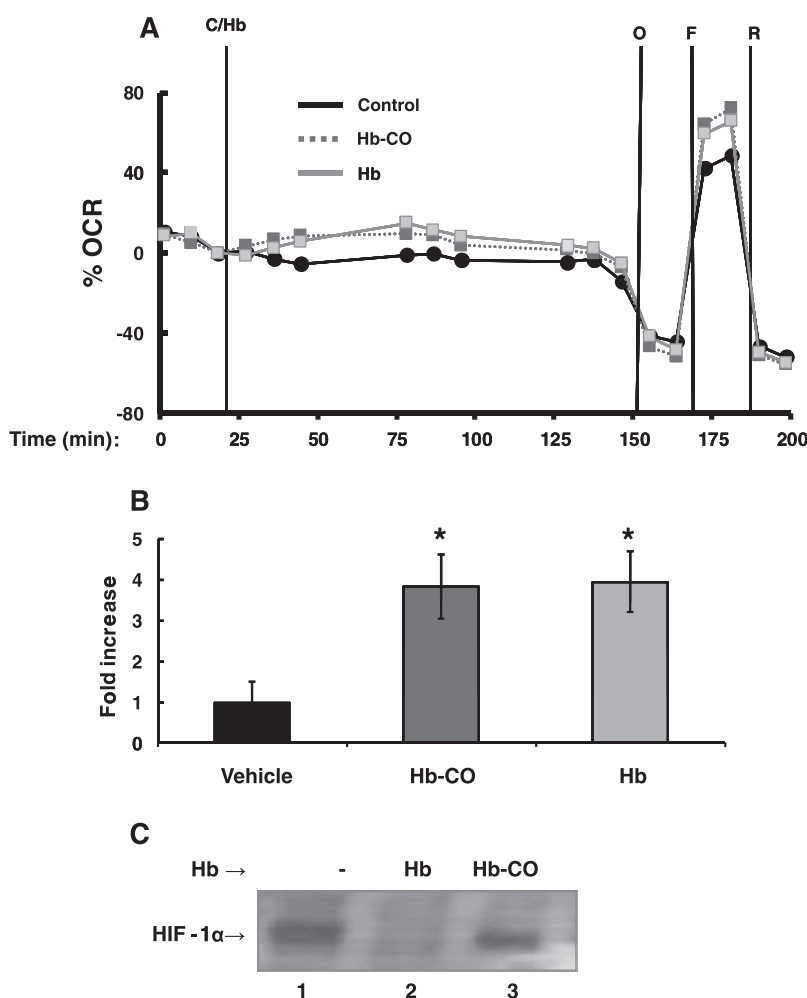 A
C/Hb
O F R
Control
Hb-CO
Hb
% OCR
80
40
0
-40
-80
Time (min): 0 25 50 75 100 125 150 175 200
B
Fold increase
5
4
3
2
1
0
*
*
Vehicle Hb-CO Hb
C
Hb → - Hb Hb-CO
HIF -1α→
1 2 3